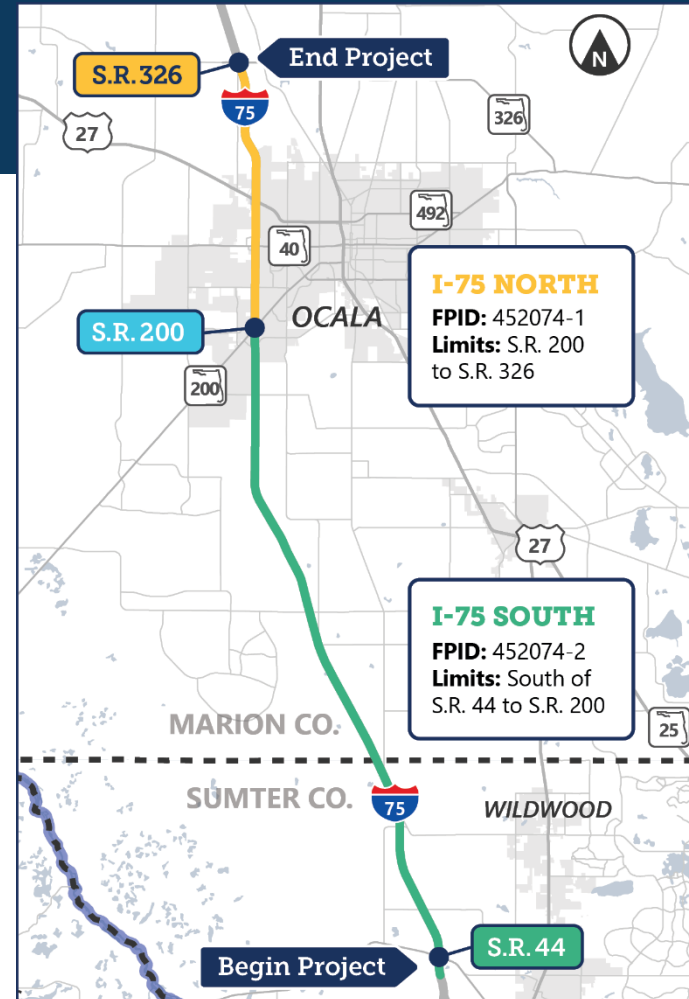 S.R. 326
End Project
N
75
27
326
492
40
I-75 NORTH
FPID: 452074-1
Limits: S.R. 200
to S.R. 326
S.R. 200
OCALA
200
27
I-75 SOUTH
FPID: 452074-2
Limits: South of
S.R. 44 to S.R. 200
25
MARION CO.
SUMTER CO.
75
WILDWOOD
S.R. 44
Begin Project